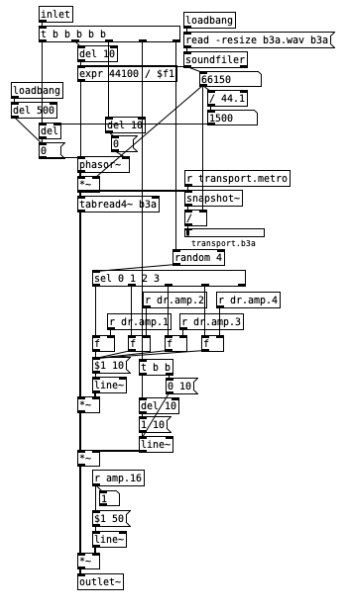 inlet
loadbang
t b b b b b
read -resize b3a.wav b3a
del 10
soundfiler
expr 44100 / $f1
66150
loadbang
/ 44.1
del 500
1500
del 10
del
0
0
phasor~
*~
r transport.metro
snapshot~
tabread4~ b3a
/
transport.b3a
random 4
sel 0 1 2 3
r dr.amp.2
r dr.amp.4
r dr.amp.1
r dr.amp.3
f
f
f
f
$1 10
t b b
line~
0 10
*~
del 10
1 10
line~
*~
r amp.16
1
$1 50
line~
*~
outlet~